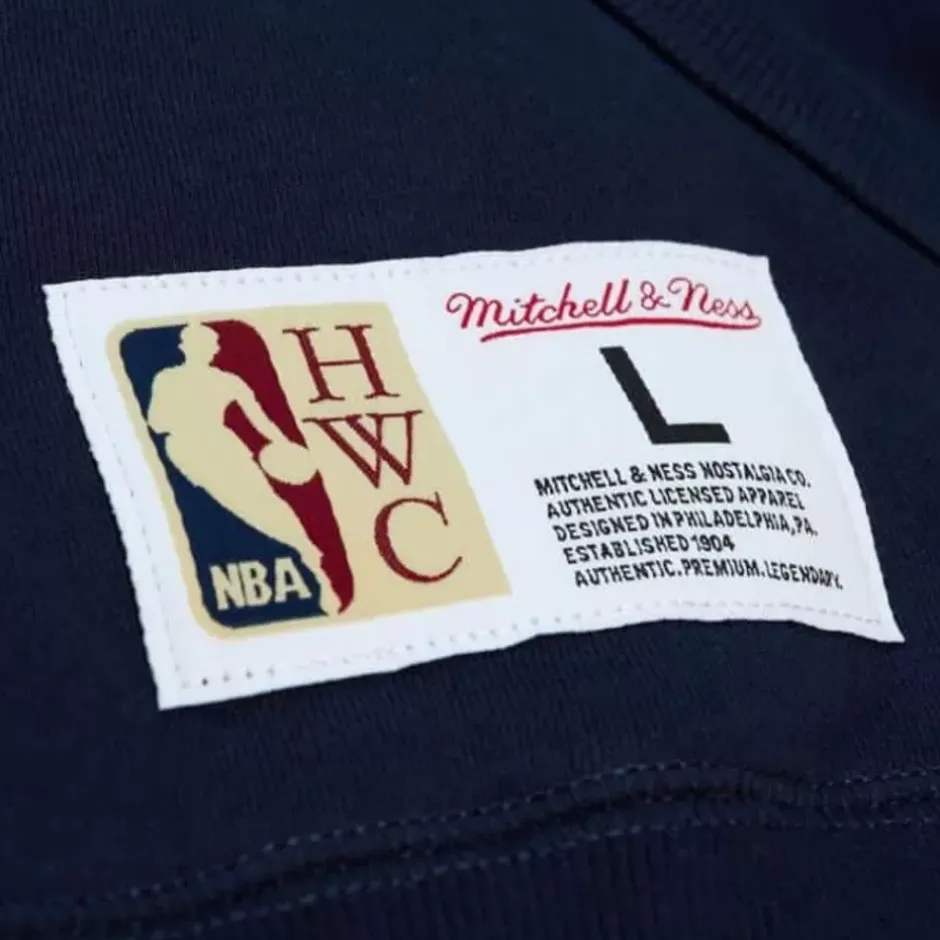 NBA
H
W
C
Mitchell & Ness
L
MITCHELL & NESS NOSTALGIA CO.
AUTHENTIC LICENSED APPAREL
DESIGNED IN PHILADELPHIA, PA.
ESTABLISHED 1904
AUTHENTIC. PREMIUM. LEGENDARY.